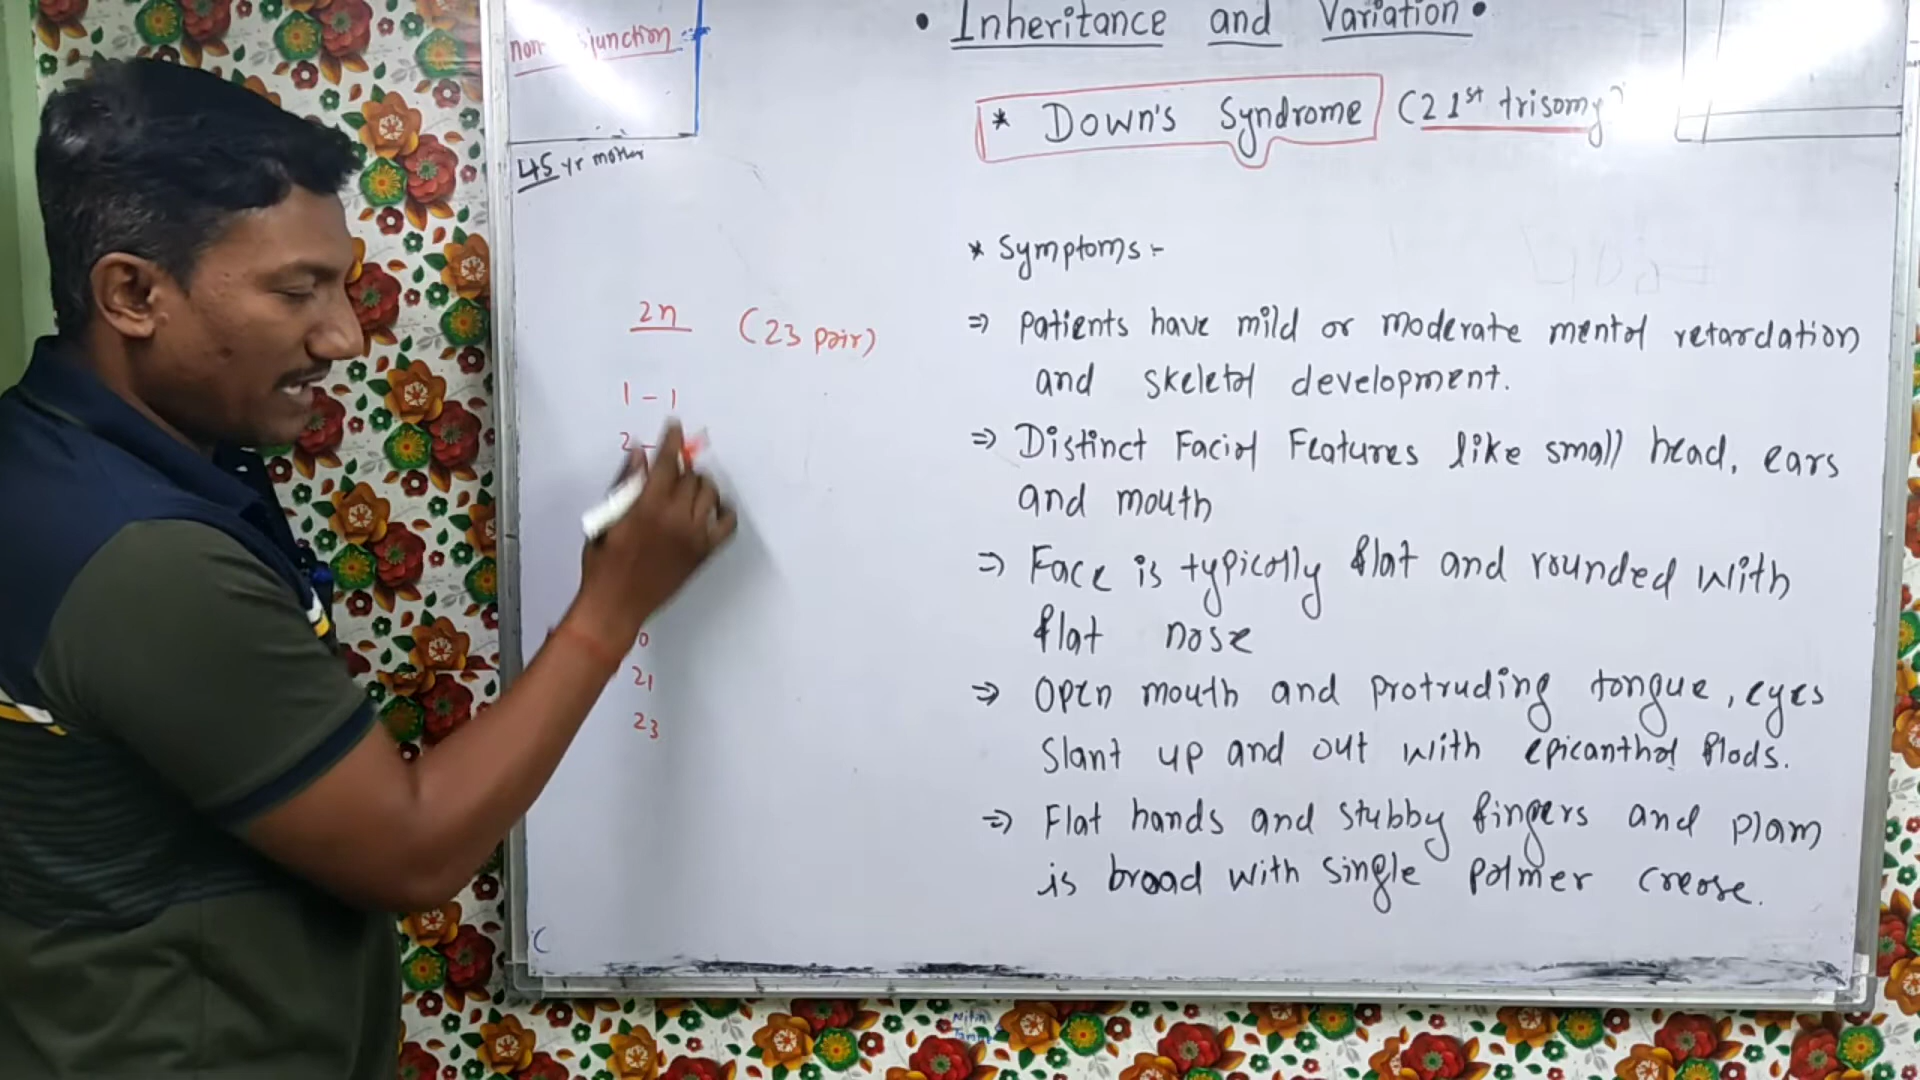 • Inheritance and Variation •
* Down's Syndrome (21st trisomy)
45 yr mother
2n (23 pair)
1 - 1
2 -
21
23
* Symptoms :-
⇒ patients have mild or moderate mental retardation
and skeletal development.
⇒ Distinct Facial Features like small head, ears
and mouth
⇒ Face is typically flat and rounded with
flat nose
⇒ Open mouth and protruding tongue, eyes
slant up and out with epicanthal flods.
⇒ Flat hands and stubby fingers and plam
is broad with single palmer crease.